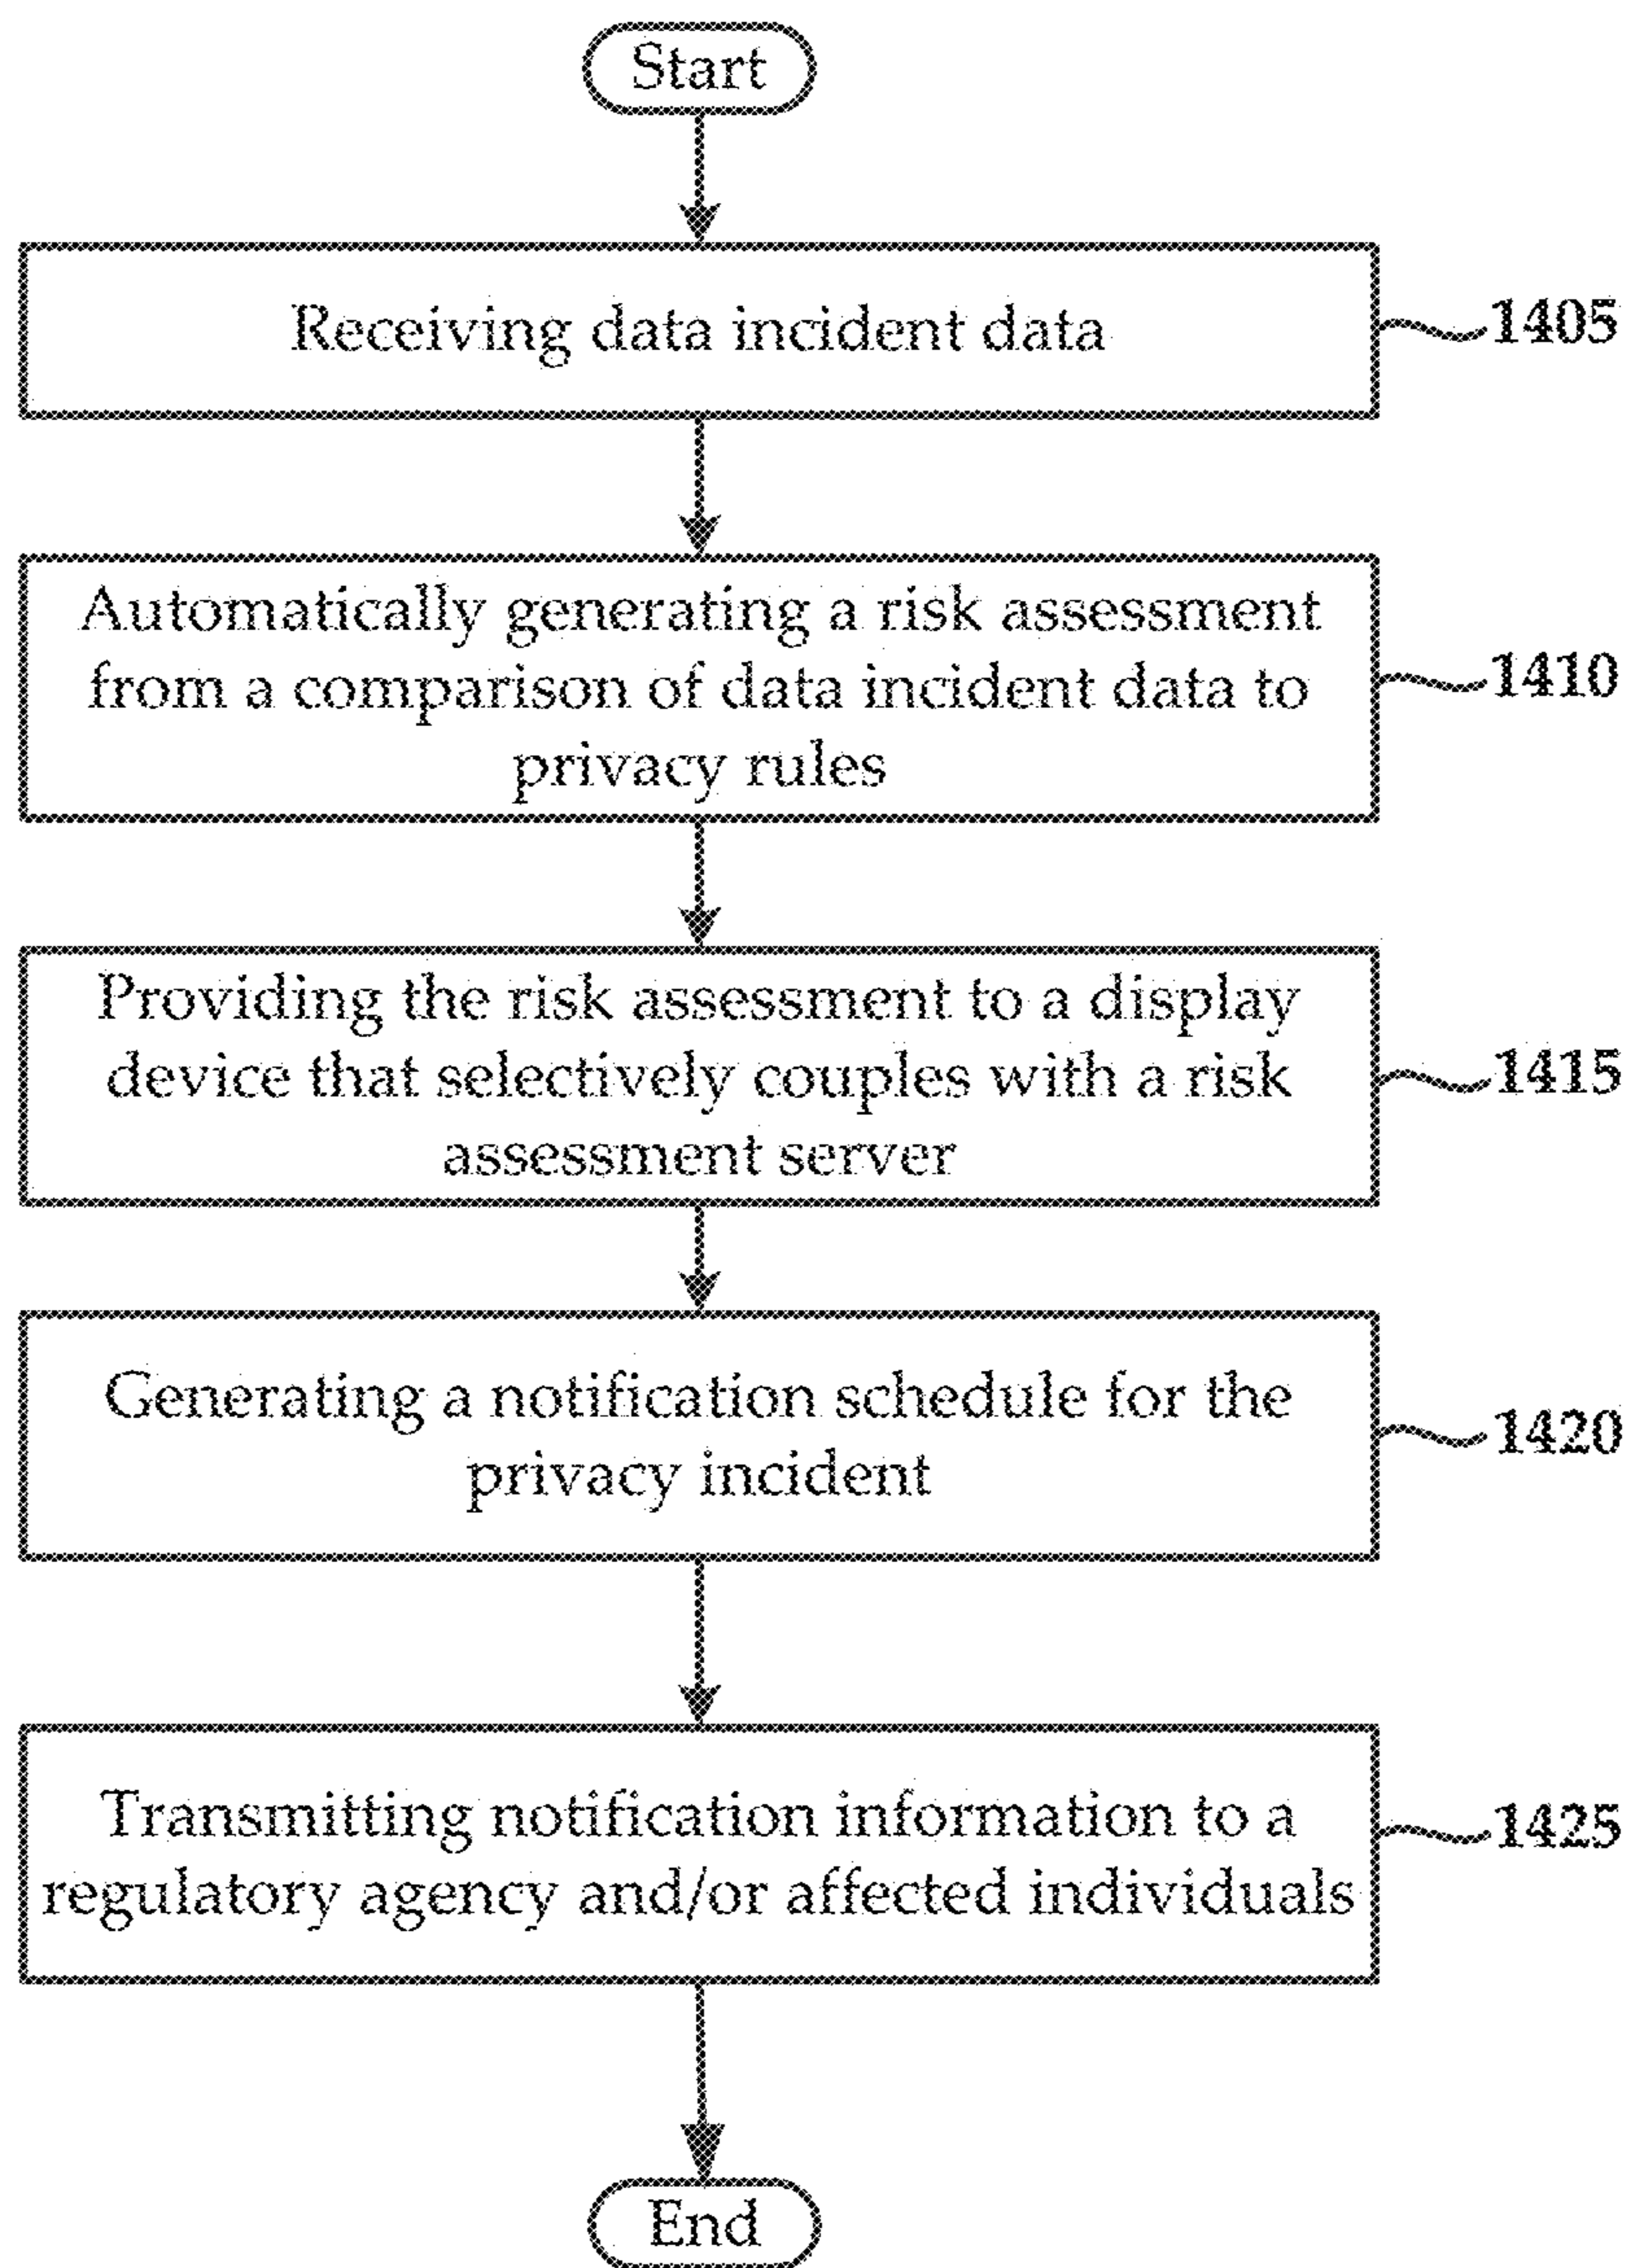 Start
Receiving data incident data
1405
Automatically generating a risk assessment
from a comparison of data incident data to
privacy rules
1410
Providing the risk assessment to a display
device that selectively couples with a risk
assessment server
1415
Generating a notification schedule for the
privacy incident
1420
Transmitting notification information to a
regulatory agency and/or affected individuals
1425
End